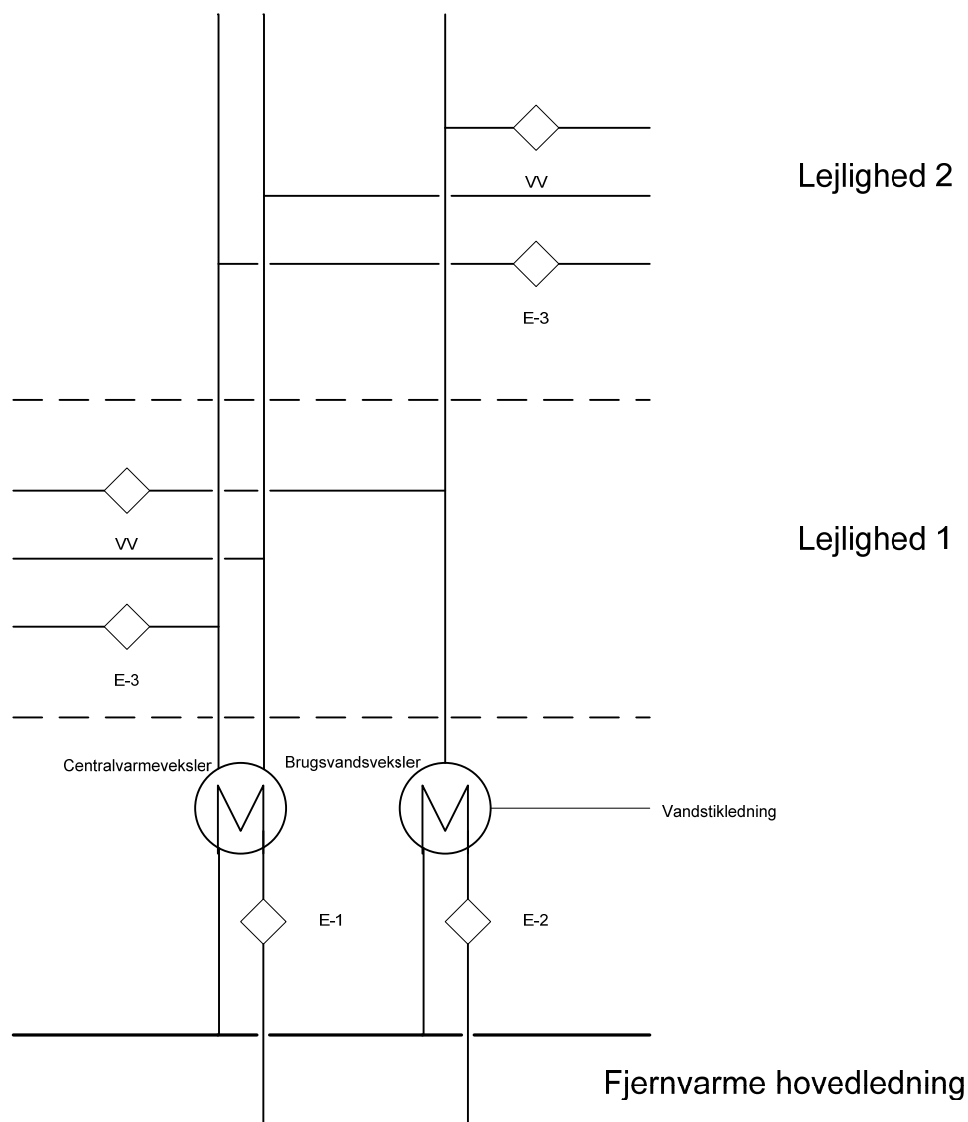 VV
Lejlighed 2
E-3
VV
Lejlighed 1
E-3
Centralvarmeveksler
Brugsvandsveksler
Vandstikledning
E-1
E-2
Fjernvarme hovedledning